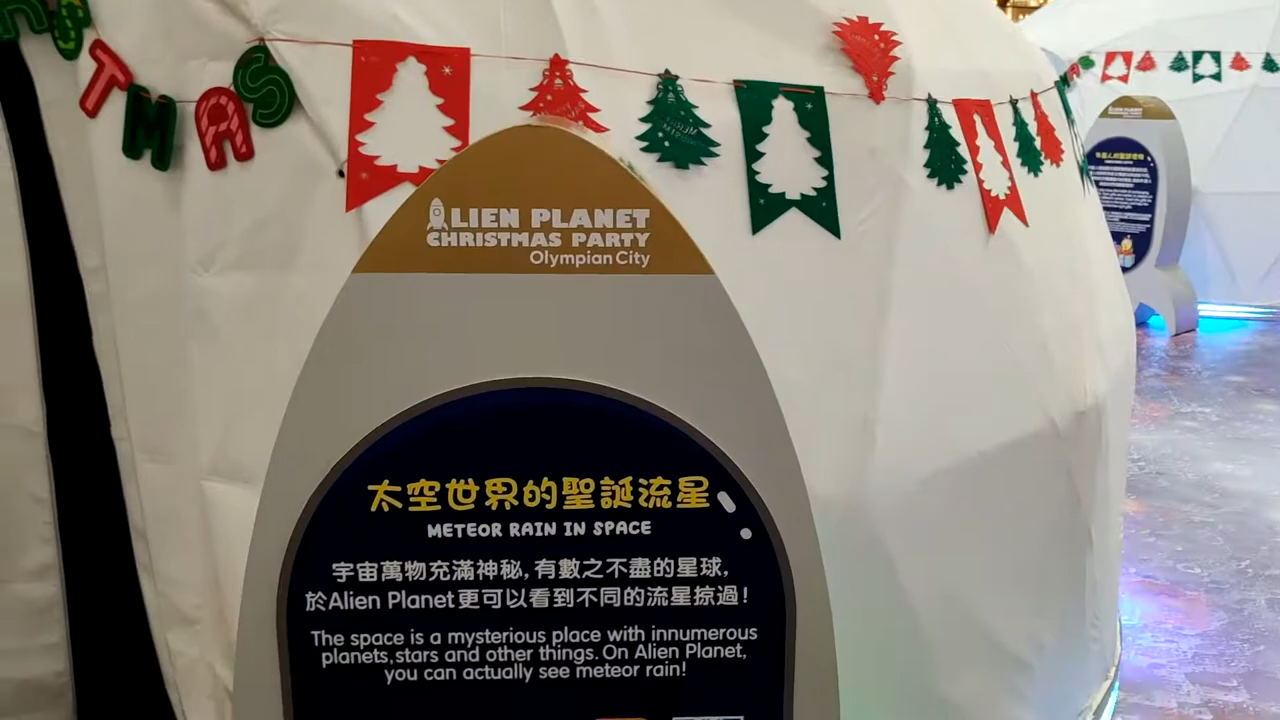 TMAS
ALIEN PLANET
CHRISTMAS PARTY
Olympian City
太空世界的聖誕流星
METEOR RAIN IN SPACE
宇宙萬物充滿神秘,有數之不盡的星球,
於Alien Planet更可以看到不同的流星掠過!
The space is a mysterious place with innumerous
planets,stars and other things. On Alien Planet,
you can actually see meteor rain!